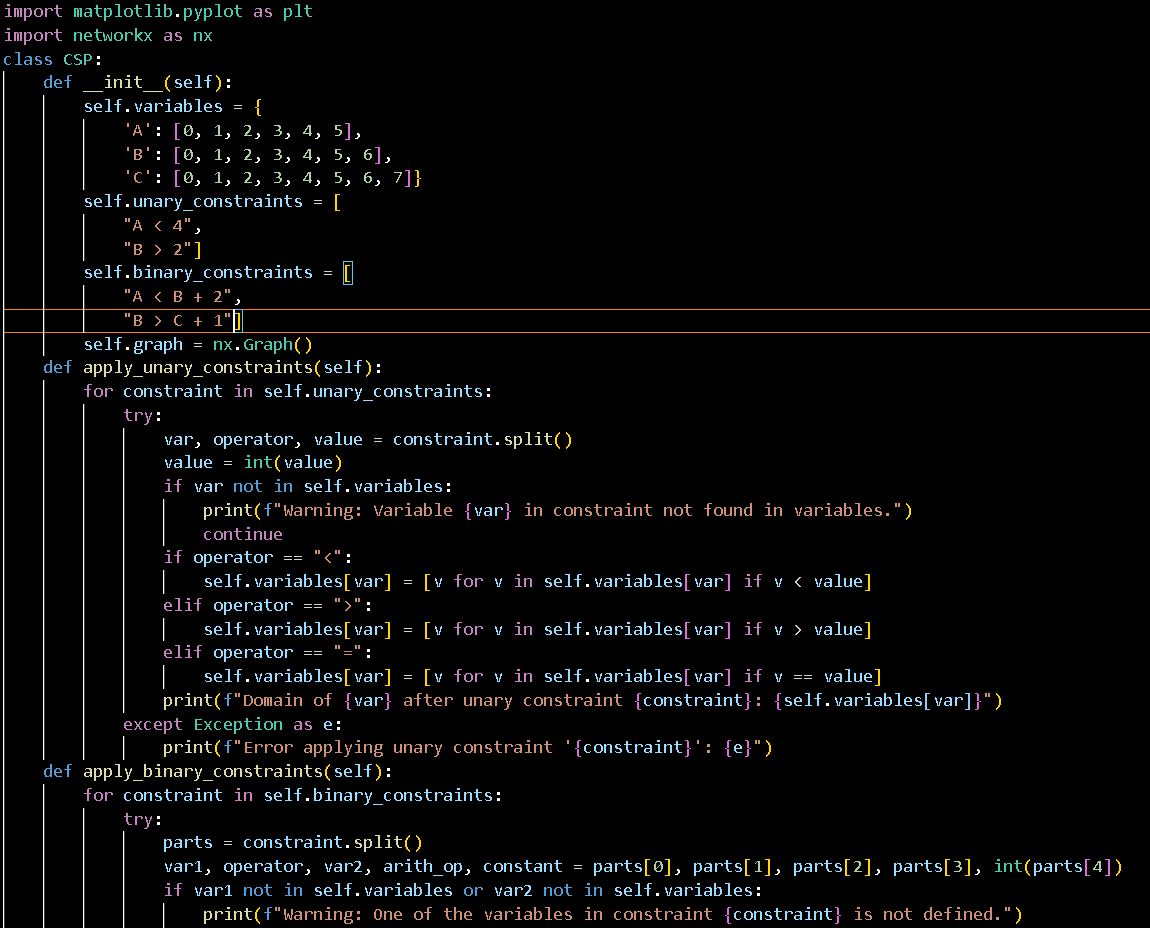 import matplotlib.pyplot as plt
import networkx as nx
class CSP:
    def __init__(self):
        self.variables = {
            'A': [0, 1, 2, 3, 4, 5],
            'B': [0, 1, 2, 3, 4, 5, 6],
            'C': [0, 1, 2, 3, 4, 5, 6, 7]}
        self.unary_constraints = [
            "A < 4",
            "B > 2"]
        self.binary_constraints = [
            "A < B + 2",
            "B > C + 1"]
        self.graph = nx.Graph()
    def apply_unary_constraints(self):
        for constraint in self.unary_constraints:
            try:
                var, operator, value = constraint.split()
                value = int(value)
                if var not in self.variables:
                    print(f"Warning: Variable {var} in constraint not found in variables.")
                    continue
                if operator == "<":
                    self.variables[var] = [v for v in self.variables[var] if v < value]
                elif operator == ">":
                    self.variables[var] = [v for v in self.variables[var] if v > value]
                elif operator == "=":
                    self.variables[var] = [v for v in self.variables[var] if v == value]
                print(f"Domain of {var} after unary constraint {constraint}: {self.variables[var]}")
            except Exception as e:
                print(f"Error applying unary constraint '{constraint}': {e}")
    def apply_binary_constraints(self):
        for constraint in self.binary_constraints:
            try:
                parts = constraint.split()
                var1, operator, var2, arith_op, constant = parts[0], parts[1], parts[2], parts[3], int(parts[4])
                if var1 not in self.variables or var2 not in self.variables:
                    print(f"Warning: One of the variables in constraint {constraint} is not defined.")